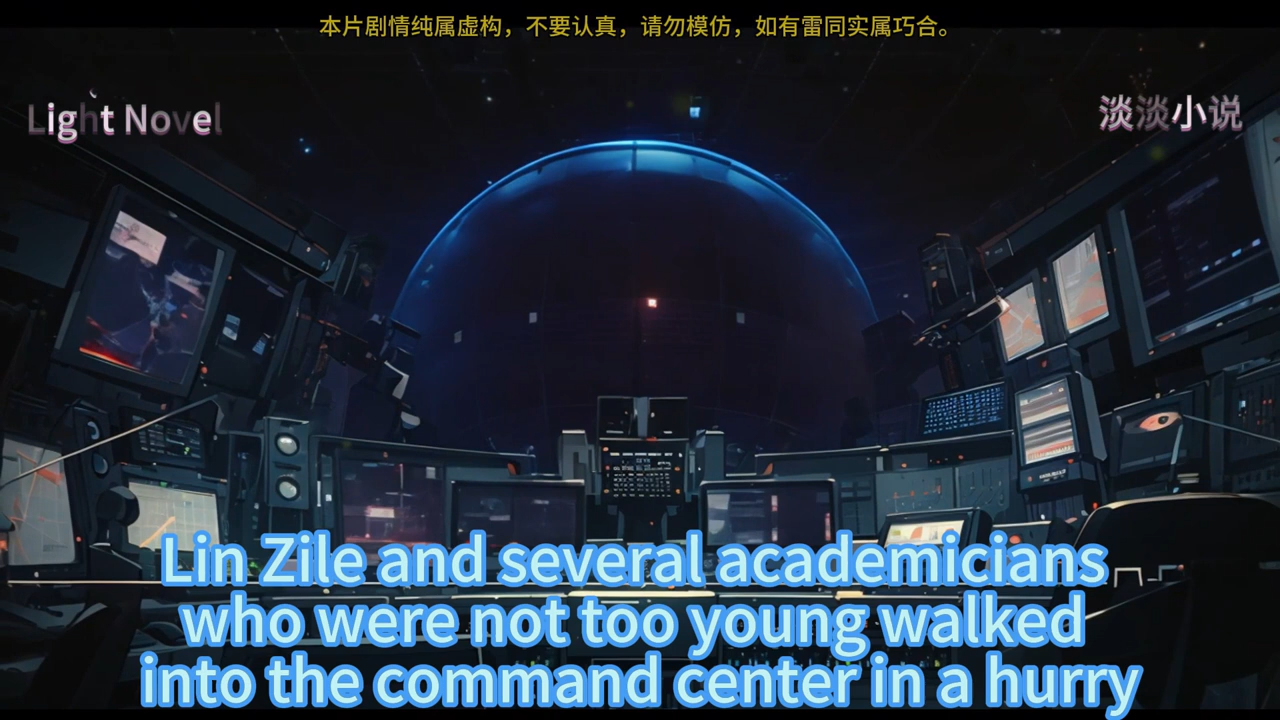 本片剧情纯属虚构，不要认真，请勿模仿，如有雷同实属巧合。
Light Novel
淡淡小说
Lin Zile and several academicians
who were not too young walked
into the command center in a hurry